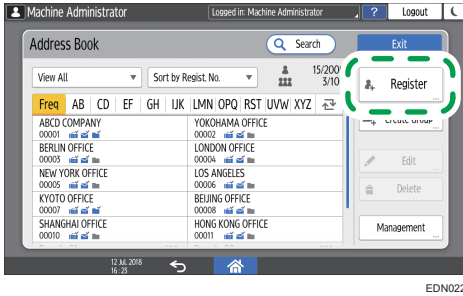 Machine Administrator
Logged in: Machine Administrator
?
Logout
Address Book
Search
Exit
View All
Sort by Regist. No.
15/200
3/10
Register
Freq AB CD EF GH IJK LMN OPQ RST UVW XYZ
Create Group
ABCD COMPANY
00001
YOKOHAMA OFFICE
00002
BERLIN OFFICE
00003
LONDON OFFICE
00004
Edit
NEW YORK OFFICE
00005
LOS ANGELES
00006
Delete
KYOTO OFFICE
00007
BEIJING OFFICE
00008
SHANGHAI OFFICE
00010
HONG KONG OFFICE
00011
Management
12 Jul. 2018
16:23
EDN022